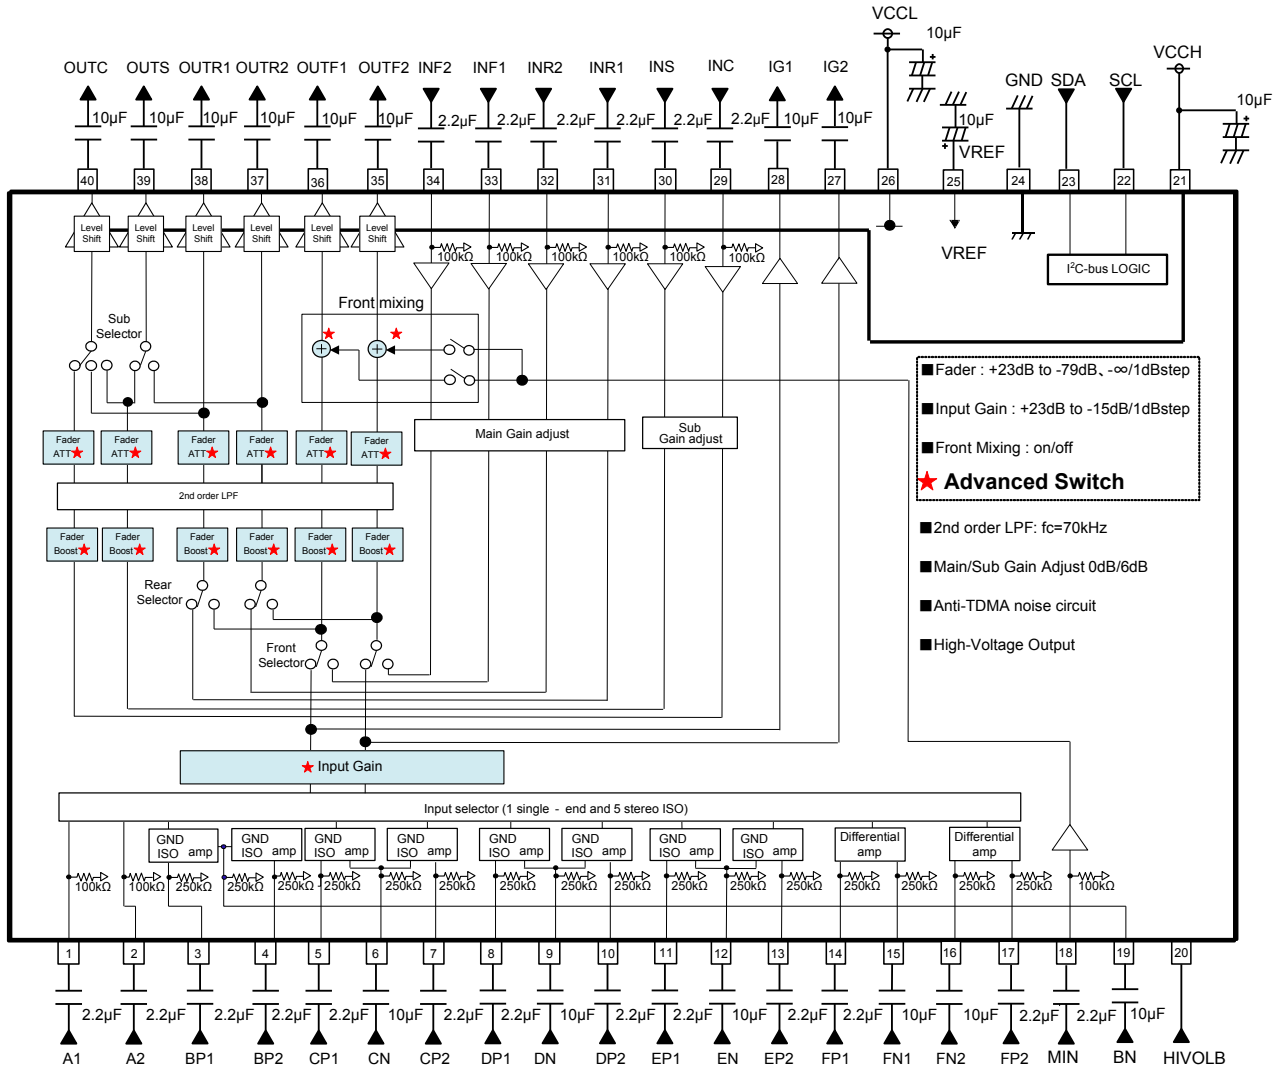 VCCL
10μF
VCCH
OUTC OUTS OUTR1 OUTR2 OUTF1 OUTF2 INF2 INF1 INR2 INR1 INS INC IG1 IG2
GND SDA SCL
10μF
10μF 10μF 10μF 10μF 10μF 10μF 2.2μF 2.2μF 2.2μF 2.2μF 2.2μF 2.2μF 10μF 10μF
10μF
VREF
40 39 38 37 36 35 34 33 32 31 30 29 28 27 26 25 24 23 22 21
Level Shift
Level Shift
Level Shift
Level Shift
Level Shift
Level Shift
100kΩ 100kΩ 100kΩ 100kΩ 100kΩ 100kΩ
VREF
I²C-bus LOGIC
Front mixing
Sub
Selector
+ +
■Fader : +23dB to -79dB、-∞/1dBstep
■Input Gain : +23dB to -15dB/1dBstep
■Front Mixing : on/off
★ Advanced Switch
■2nd order LPF: fc=70kHz
■Main/Sub Gain Adjust 0dB/6dB
■Anti-TDMA noise circuit
■High-Voltage Output
Main Gain adjust
Sub
Gain adjust
Fader ATT★
Fader ATT★
Fader ATT★
Fader ATT★
Fader ATT★
Fader ATT★
2nd order LPF
Fader Boost★
Fader Boost★
Fader Boost★
Fader Boost★
Fader Boost★
Fader Boost★
Rear
Selector
Front
Selector
★ Input Gain
Input selector (1 single - end and 5 stereo ISO)
GND ISO amp
GND ISO amp
GND ISO amp
GND ISO amp
GND ISO amp
GND ISO amp
GND ISO amp
GND ISO amp
Differential amp
Differential amp
100kΩ 100kΩ 250kΩ 250kΩ 250kΩ 250kΩ 250kΩ 250kΩ 250kΩ 250kΩ 250kΩ 250kΩ 250kΩ 250kΩ 250kΩ 250kΩ 250kΩ 250kΩ 100kΩ
1 2 3 4 5 6 7 8 9 10 11 12 13 14 15 16 17 18 19 20
2.2μF 2.2μF 2.2μF 2.2μF 2.2μF 10μF 2.2μF 2.2μF 10μF 2.2μF 2.2μF 10μF 2.2μF 2.2μF 10μF 10μF 2.2μF 2.2μF 10μF
A1 A2 BP1 BP2 CP1 CN CP2 DP1 DN DP2 EP1 EN EP2 FP1 FN1 FN2 FP2 MIN BN HIVOLB